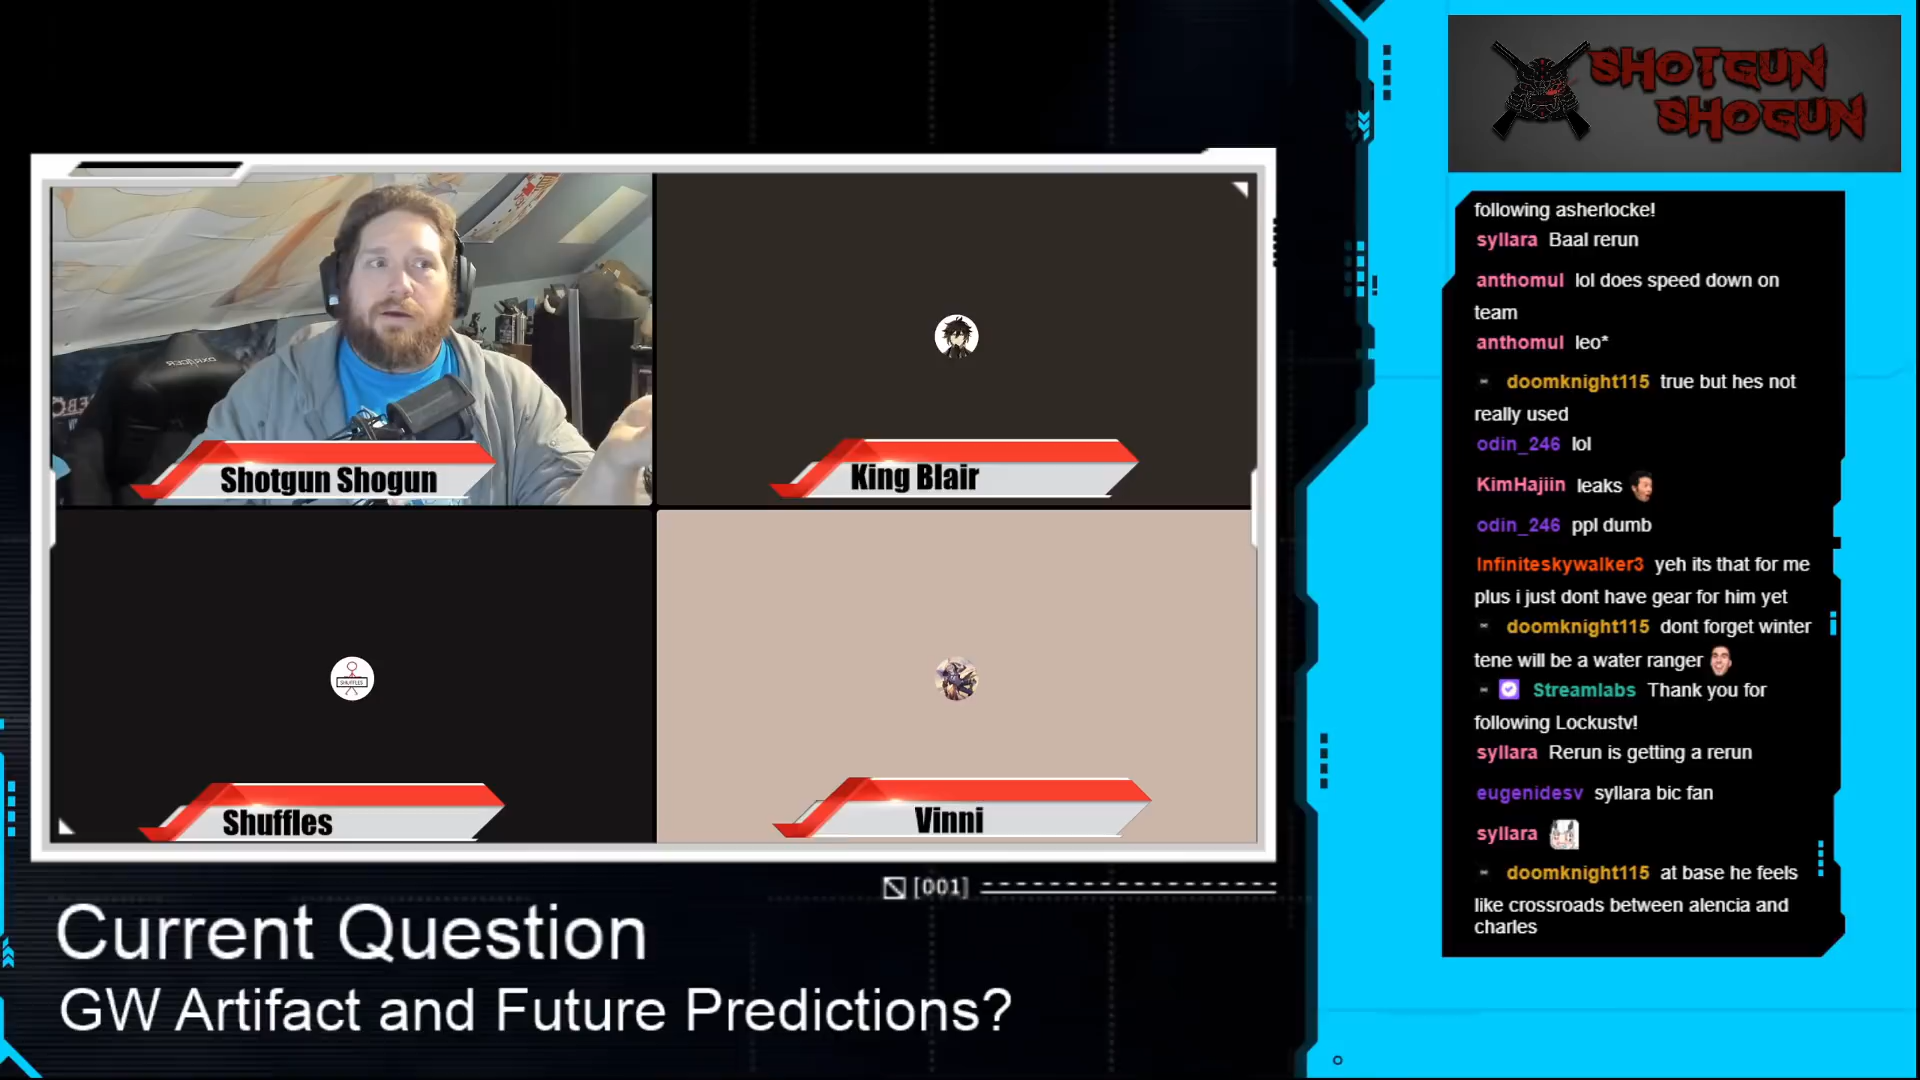 SHOTGUN
SHOGUN
following asherlocke!
syllara Baal rerun
anthomul lol does speed down on
team
anthomul leo*
doomknight115 true but hes not
really used
odin_246 lol
KimHajiin leaks
odin_246 ppl dumb
Infiniteskywalker3 yeh its that for me
plus i just dont have gear for him yet
doomknight115 dont forget winter
tene will be a water ranger
Streamlabs Thank you for
following Lockustv!
syllara Rerun is getting a rerun
eugenidesv syllara bic fan
syllara
doomknight115 at base he feels
like crossroads between alencia and
charles
Shotgun Shogun
King Blair
SHUFFLES
Shuffles
Vinni
[001]
Current Question
GW Artifact and Future Predictions?